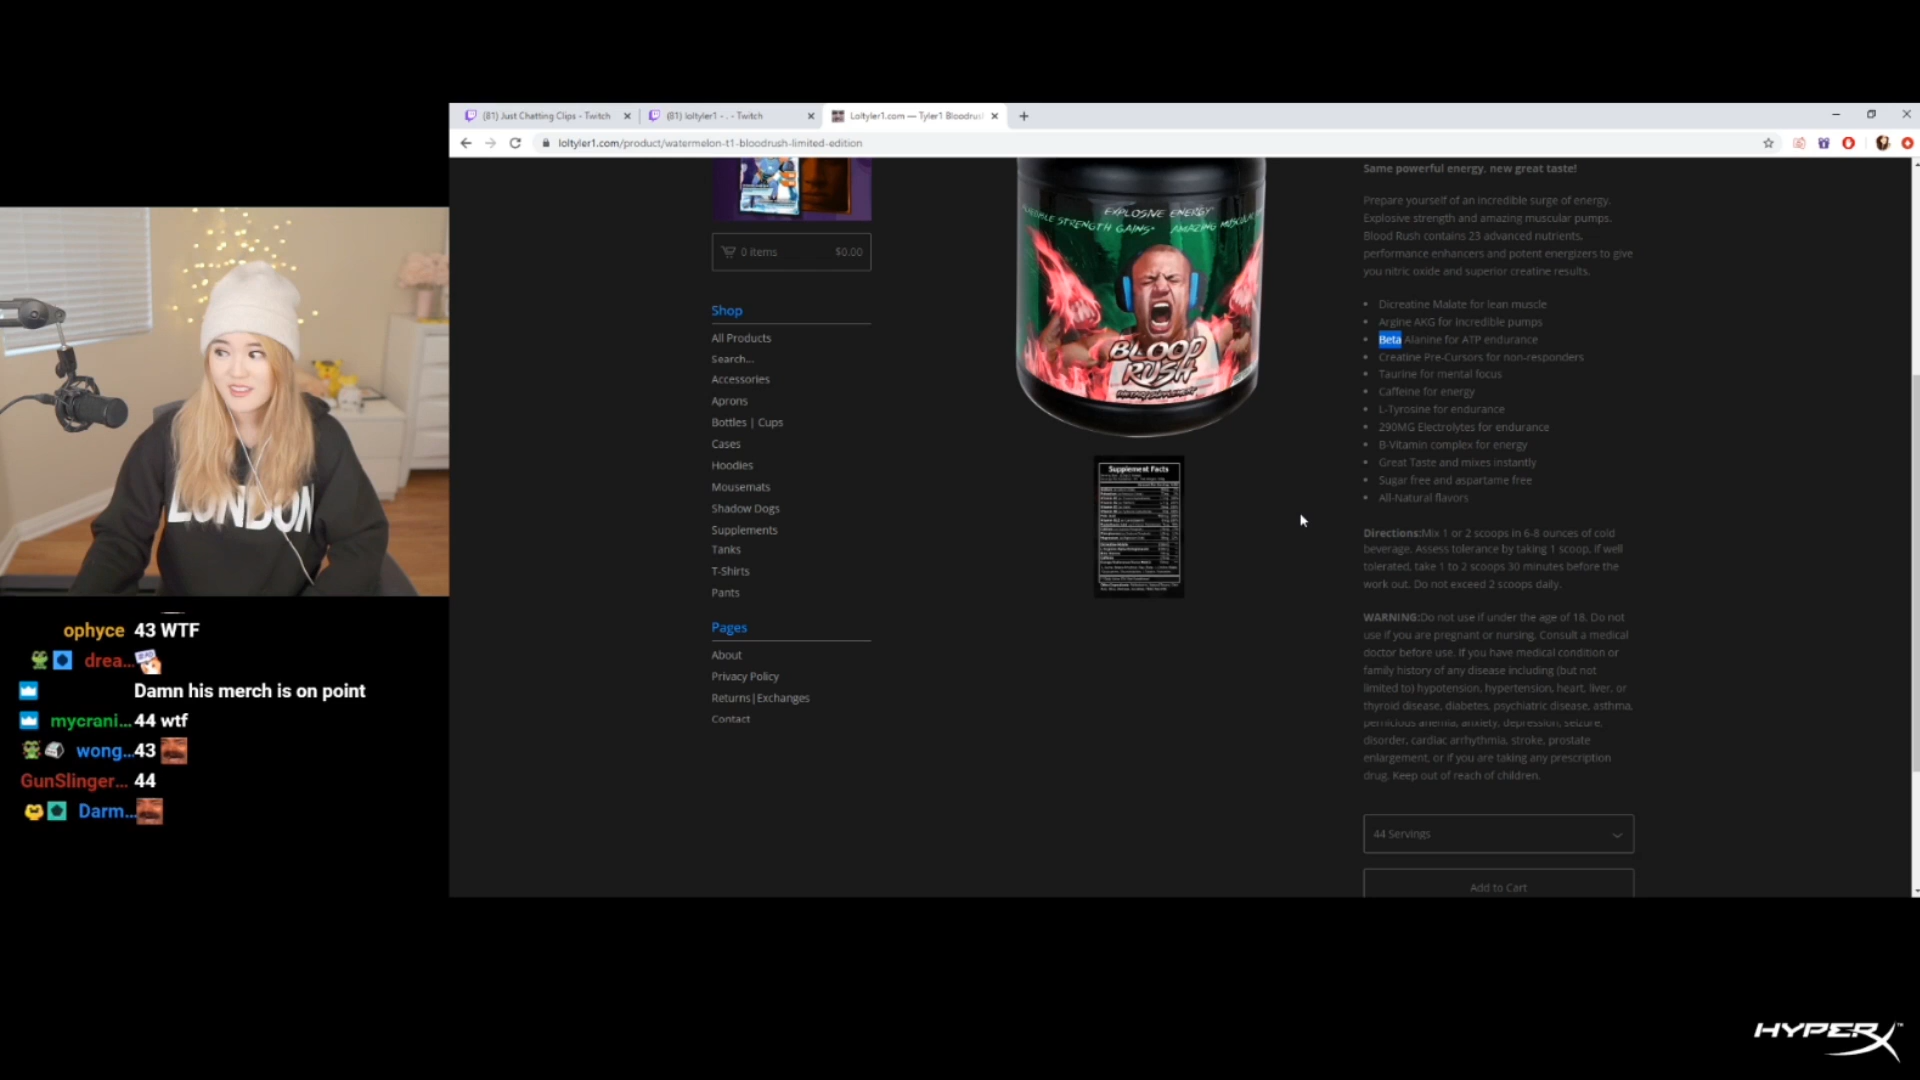 (81) Just Chatting Clips - Twitch
(81) loltyler1 - . - Twitch
Loltyler1.com — Tyler1 Bloodrus
loltyler1.com/product/watermelon-t1-bloodrush-limited-edition
0 items $0.00
Shop
All Products
Search...
Accessories
Aprons
Bottles | Cups
Cases
Hoodies
Mousemats
Shadow Dogs
Supplements
Tanks
T-Shirts
Pants
Pages
About
Privacy Policy
Returns|Exchanges
Contact
EXPLOSIVE ENERGY*
STRENGTH GAINS* AMAZING
BLOOD
RUSH
Supplement Facts
Same powerful energy, new great taste!
Prepare yourself of an incredible surge of energy.
Explosive strength and amazing muscular pumps.
Blood Rush contains 23 advanced nutrients,
performance enhancers and potent energizers to give
you nitric oxide and superior creatine results.
Dicreatine Malate for lean muscle
Argine AKG for incredible pumps
Beta Alanine for ATP endurance
Creatine Pre-Cursors for non-responders
Taurine for mental focus
Caffeine for energy
L-Tyrosine for endurance
290MG Electrolytes for endurance
B-Vitamin complex for energy
Great Taste and mixes instantly
Sugar free and aspartame free
All-Natural flavors
Directions:Mix 1 or 2 scoops in 6-8 ounces of cold
beverage. Assess tolerance by taking 1 scoop, if well
tolerated, take 1 to 2 scoops 30 minutes before the
work out. Do not exceed 2 scoops daily.
WARNING:Do not use if under the age of 18. Do not
use if you are pregnant or nursing. Consult a medical
doctor before use. If you have medical condition or
family history of any disease including (but not
limited to) hypotension, hypertension, heart, liver, or
thyroid disease, diabetes, psychiatric disease, asthma,
pernicious anemia, anxiety, depression, seizure,
disorder, cardiac arrhythmia, stroke, prostate
enlargement, or if you are taking any prescription
drug. Keep out of reach of children.
44 Servings
Add to Cart
LONDON
ophyce 43 WTF
drea...
Damn his merch is on point
mycrani... 44 wtf
wong... 43
GunSlinger... 44
Darm...
HYPERX